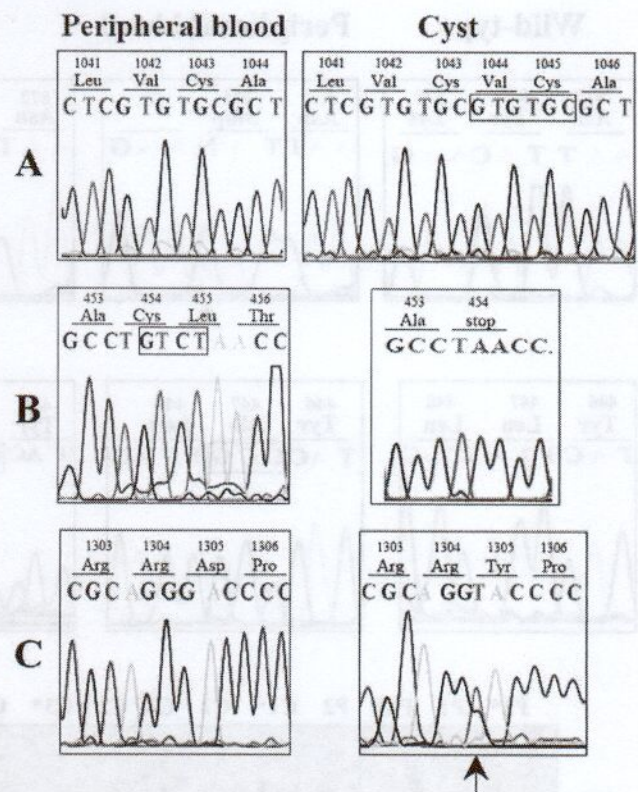 Peripheral blood
Cyst
A
1041 1042 1043 1044
Leu Val Cys Ala
CTCGTGTGCGCT
1041 1042 1043 1044 1045 1046
Leu Val Cys Val Cys Ala
CTCGTGTGCGTGTGCGCT
B
453 454 455 456
Ala Cys Leu Thr
GCCTGTCTAACC
453 454
Ala stop
GCCTAACC.
C
1303 1304 1305 1306
Arg Arg Asp Pro
CGCAGGGACCCC
1303 1304 1305 1306
Arg Arg Tyr Pro
CGCAGGTACCCC